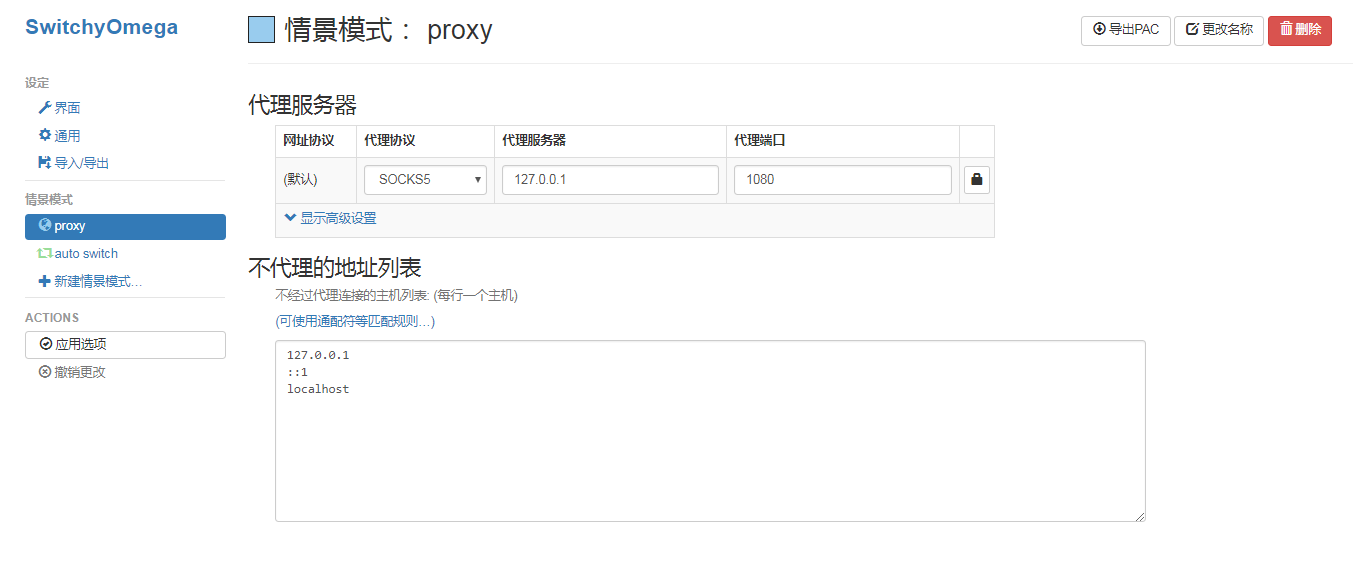 SwitchyOmega
设定
界面
通用
导入/导出
情景模式
proxy
auto switch
新建情景模式…
ACTIONS
应用选项
撤销更改
情景模式： proxy
导出PAC 更改名称 删除
代理服务器
网址协议 代理协议 代理服务器 代理端口
(默认) SOCKS5 127.0.0.1 1080
显示高级设置
不代理的地址列表
不经过代理连接的主机列表: (每行一个主机)
(可使用通配符等匹配规则…)
127.0.0.1
::1
localhost